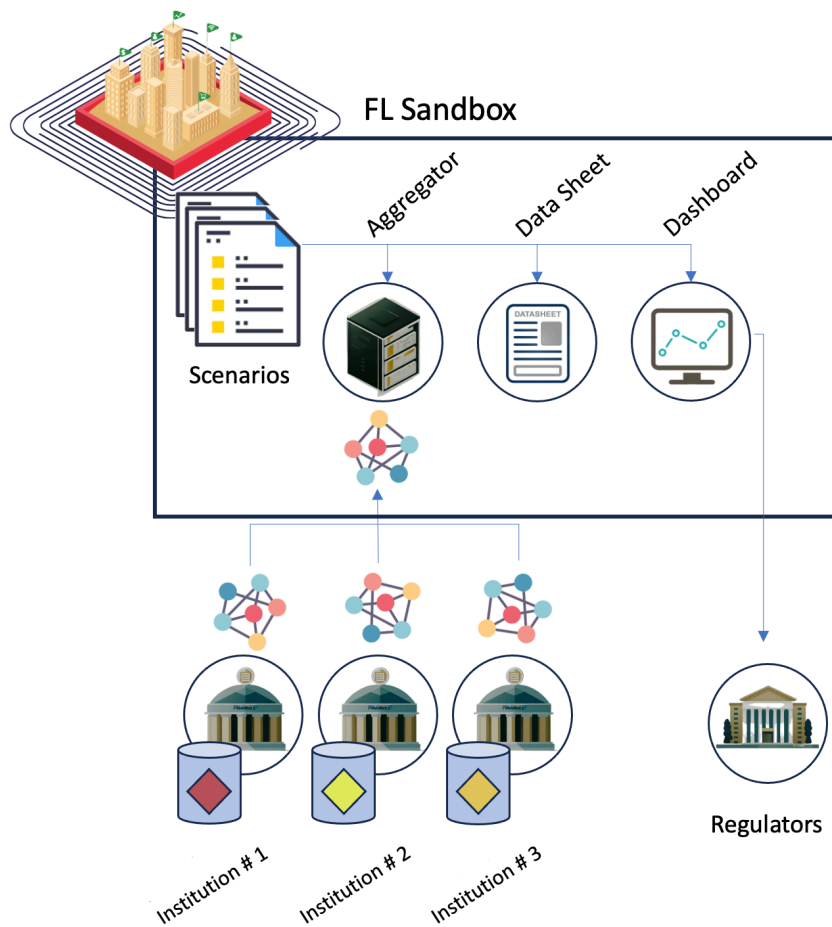 FL Sandbox
Aggregator
Data Sheet
Dashboard
DATASHEET
Scenarios
Regulators
Institution # 1
Institution # 2
Institution # 3